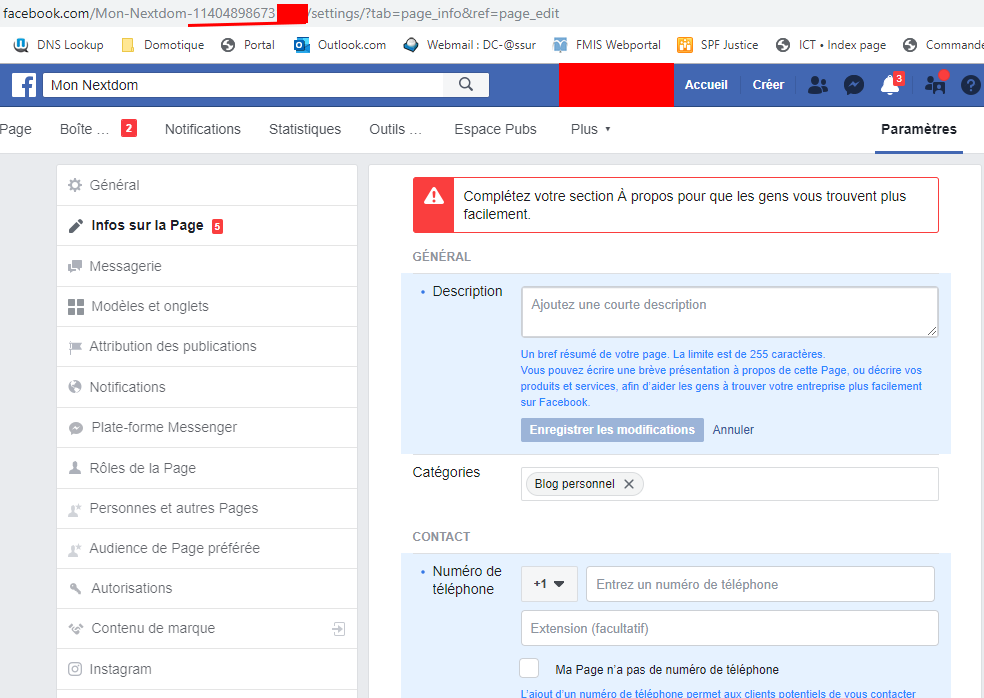 facebook.com/Mon-Nextdom-11404898673 /settings/?tab=page_info&ref=page_edit
DNS Lookup Domotique Portal Outlook.com Webmail : DC-@ssur FMIS Webportal SPF Justice ICT • Index page Commande
Mon Nextdom Accueil Créer 3 ?
Page Boîte ... 2 Notifications Statistiques Outils ... Espace Pubs Plus Paramètres
Général
Infos sur la Page 5
Messagerie
Modèles et onglets
Attribution des publications
Notifications
Plate-forme Messenger
Rôles de la Page
Personnes et autres Pages
Audience de Page préférée
Autorisations
Contenu de marque
Instagram
Complétez votre section À propos pour que les gens vous trouvent plus
facilement.
GÉNÉRAL
• Description
Ajoutez une courte description
Un bref résumé de votre page. La limite est de 255 caractères.
Vous pouvez écrire une brève présentation à propos de cette Page, ou décrire vos
produits et services, afin d'aider les gens à trouver votre entreprise plus facilement
sur Facebook.
Enregistrer les modifications Annuler
Catégories
Blog personnel
CONTACT
• Numéro de
téléphone
+1 Entrez un numéro de téléphone
Extension (facultatif)
Ma Page n'a pas de numéro de téléphone
L'ajout d'un numéro de téléphone permet aux clients potentiels de vous contacter